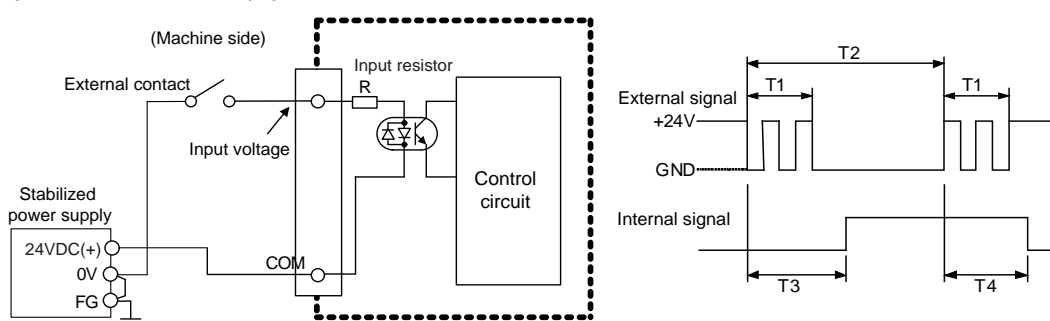 (Machine side)
External contact
Input resistor
R
Input voltage
Control
circuit
Stabilized
power supply
24VDC(+)
0V
FG
COM
T2
T1
T1
External signal
+24V
GND
Internal signal
T3
T4